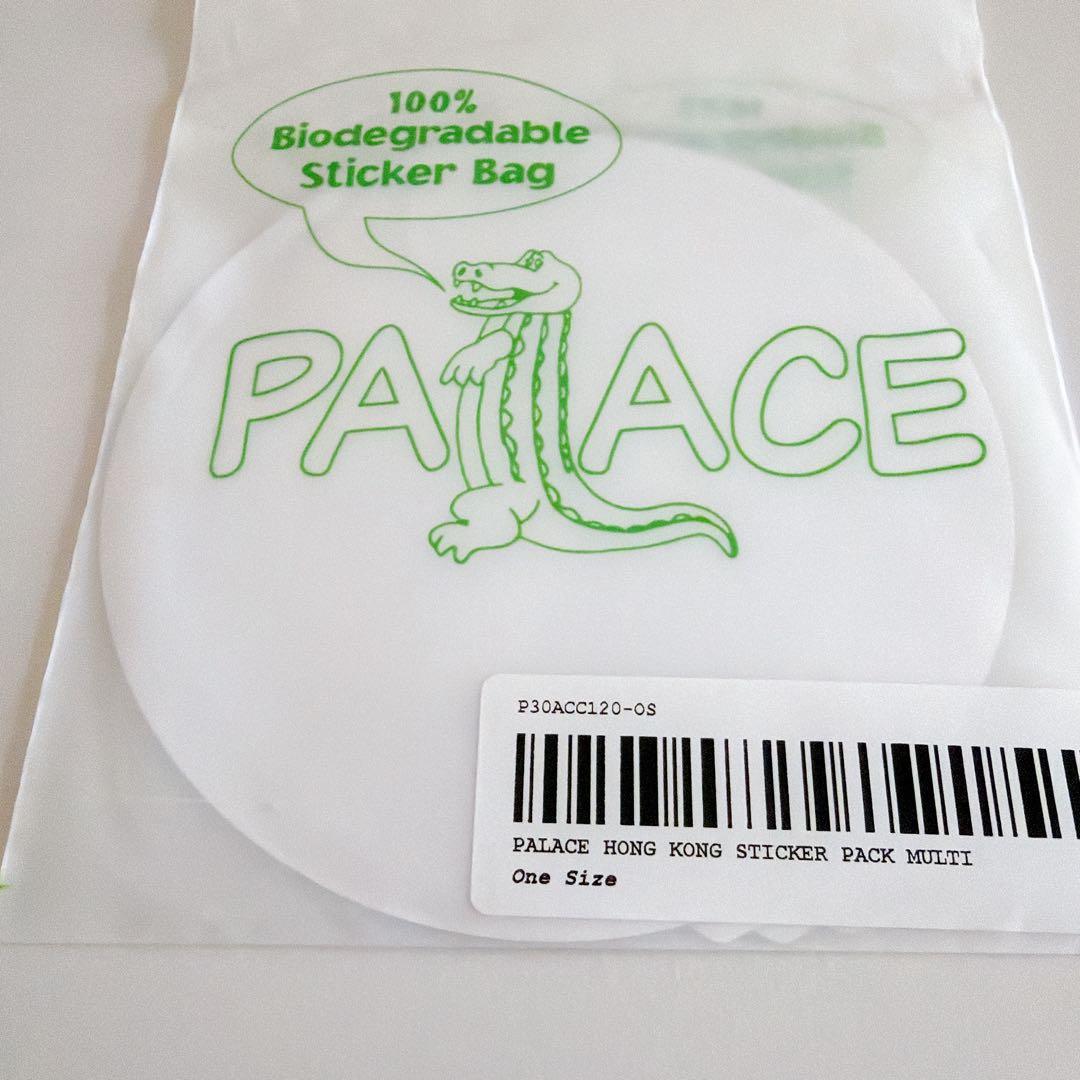 100%
Biodegradable
Sticker Bag
PALACE
P30ACC120-OS
PALACE HONG KONG STICKER PACK MULTI
One Size